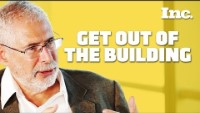 Inc.
GET OUT OF
THE BUILDING